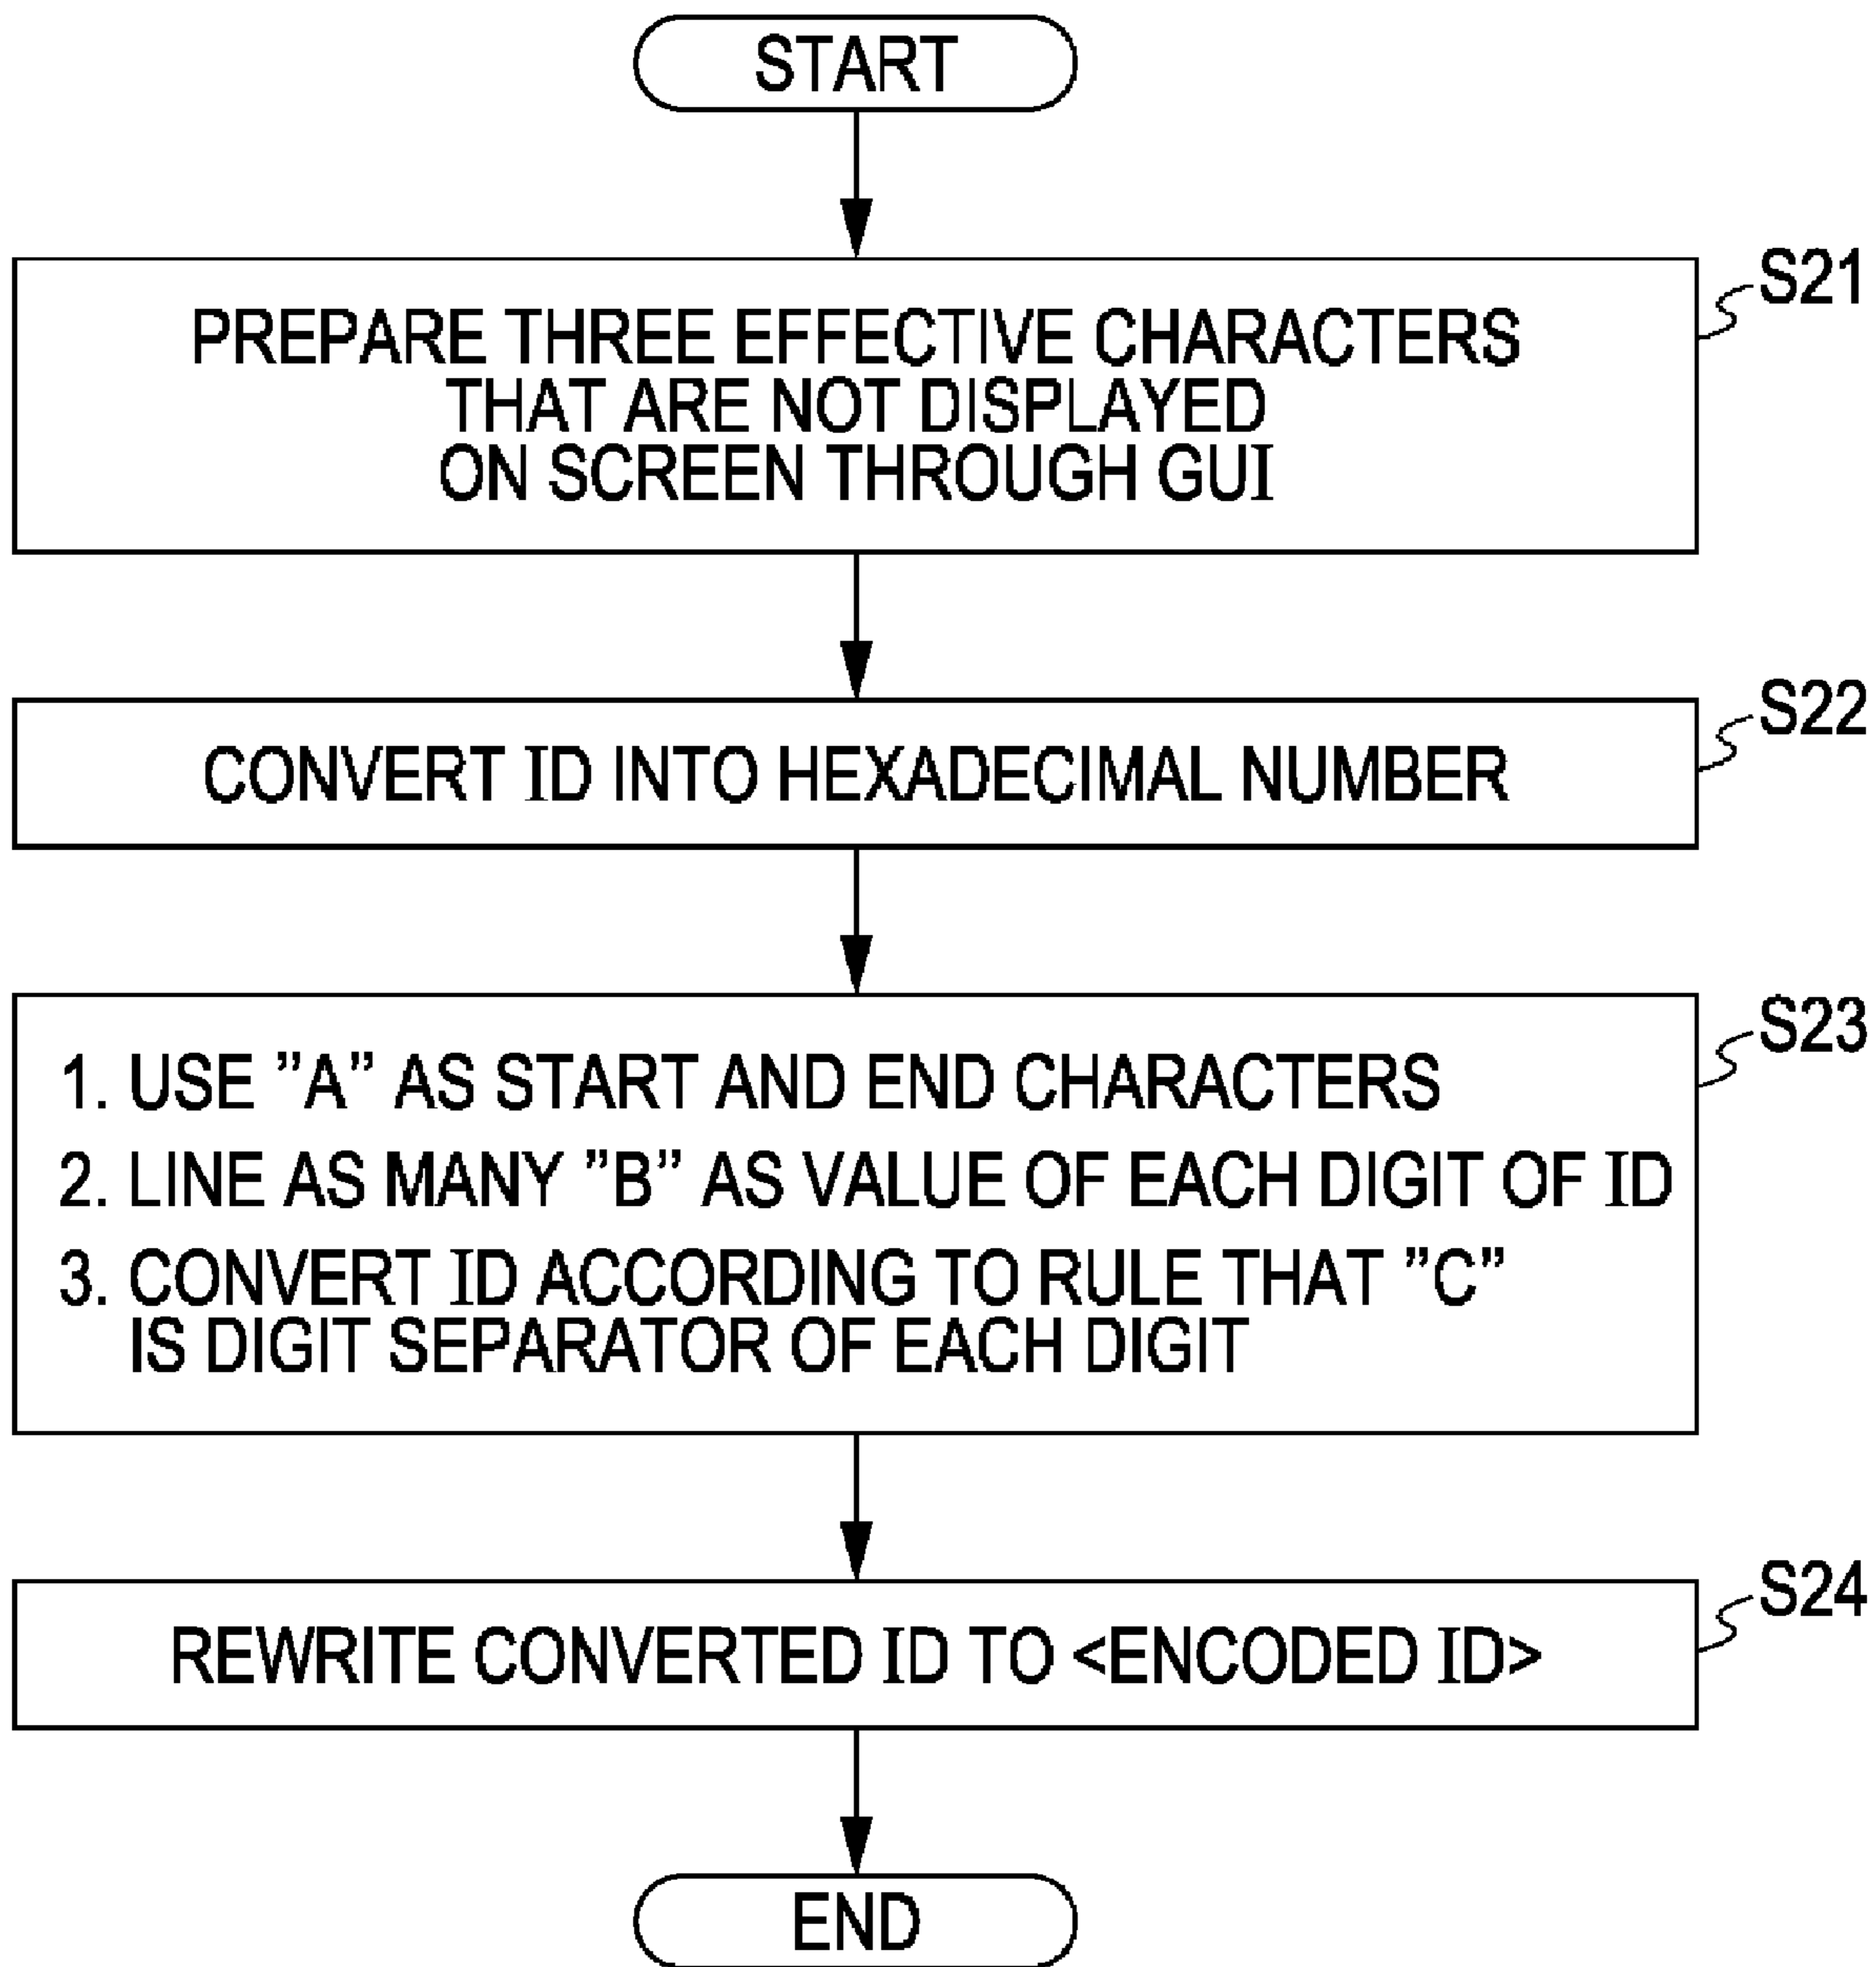 START
S21
PREPARE THREE EFFECTIVE CHARACTERS
THAT ARE NOT DISPLAYED
ON SCREEN THROUGH GUI
S22
CONVERT ID INTO HEXADECIMAL NUMBER
S23
1. USE ”A” AS START AND END CHARACTERS
2. LINE AS MANY ”B” AS VALUE OF EACH DIGIT OF ID
3. CONVERT ID ACCORDING TO RULE THAT ”C”
IS DIGIT SEPARATOR OF EACH DIGIT
S24
REWRITE CONVERTED ID TO <ENCODED ID>
END